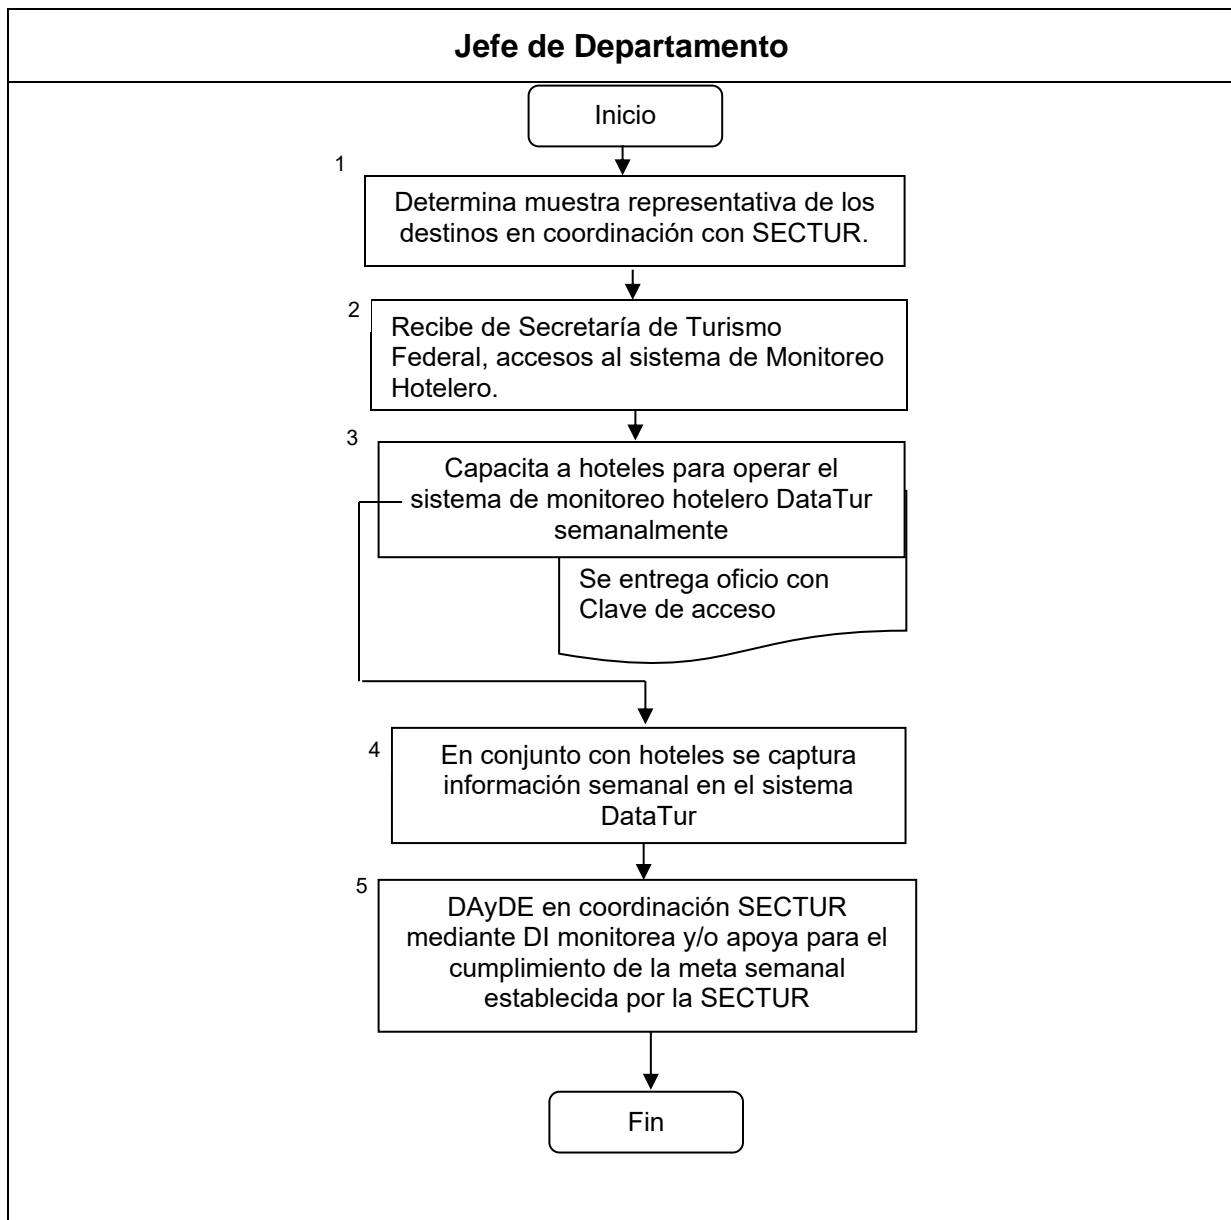 Jefe de Departamento
Inicio
1
Determina muestra representativa de los
destinos en coordinación con SECTUR.
2
Recibe de Secretaría de Turismo
Federal, accesos al sistema de Monitoreo
Hotelero.
3
Capacita a hoteles para operar el
sistema de monitoreo hotelero DataTur
semanalmente
Se entrega oficio con
Clave de acceso
4
En conjunto con hoteles se captura
información semanal en el sistema
DataTur
5
DAyDE en coordinación SECTUR
mediante DI monitorea y/o apoya para el
cumplimiento de la meta semanal
establecida por la SECTUR
Fin